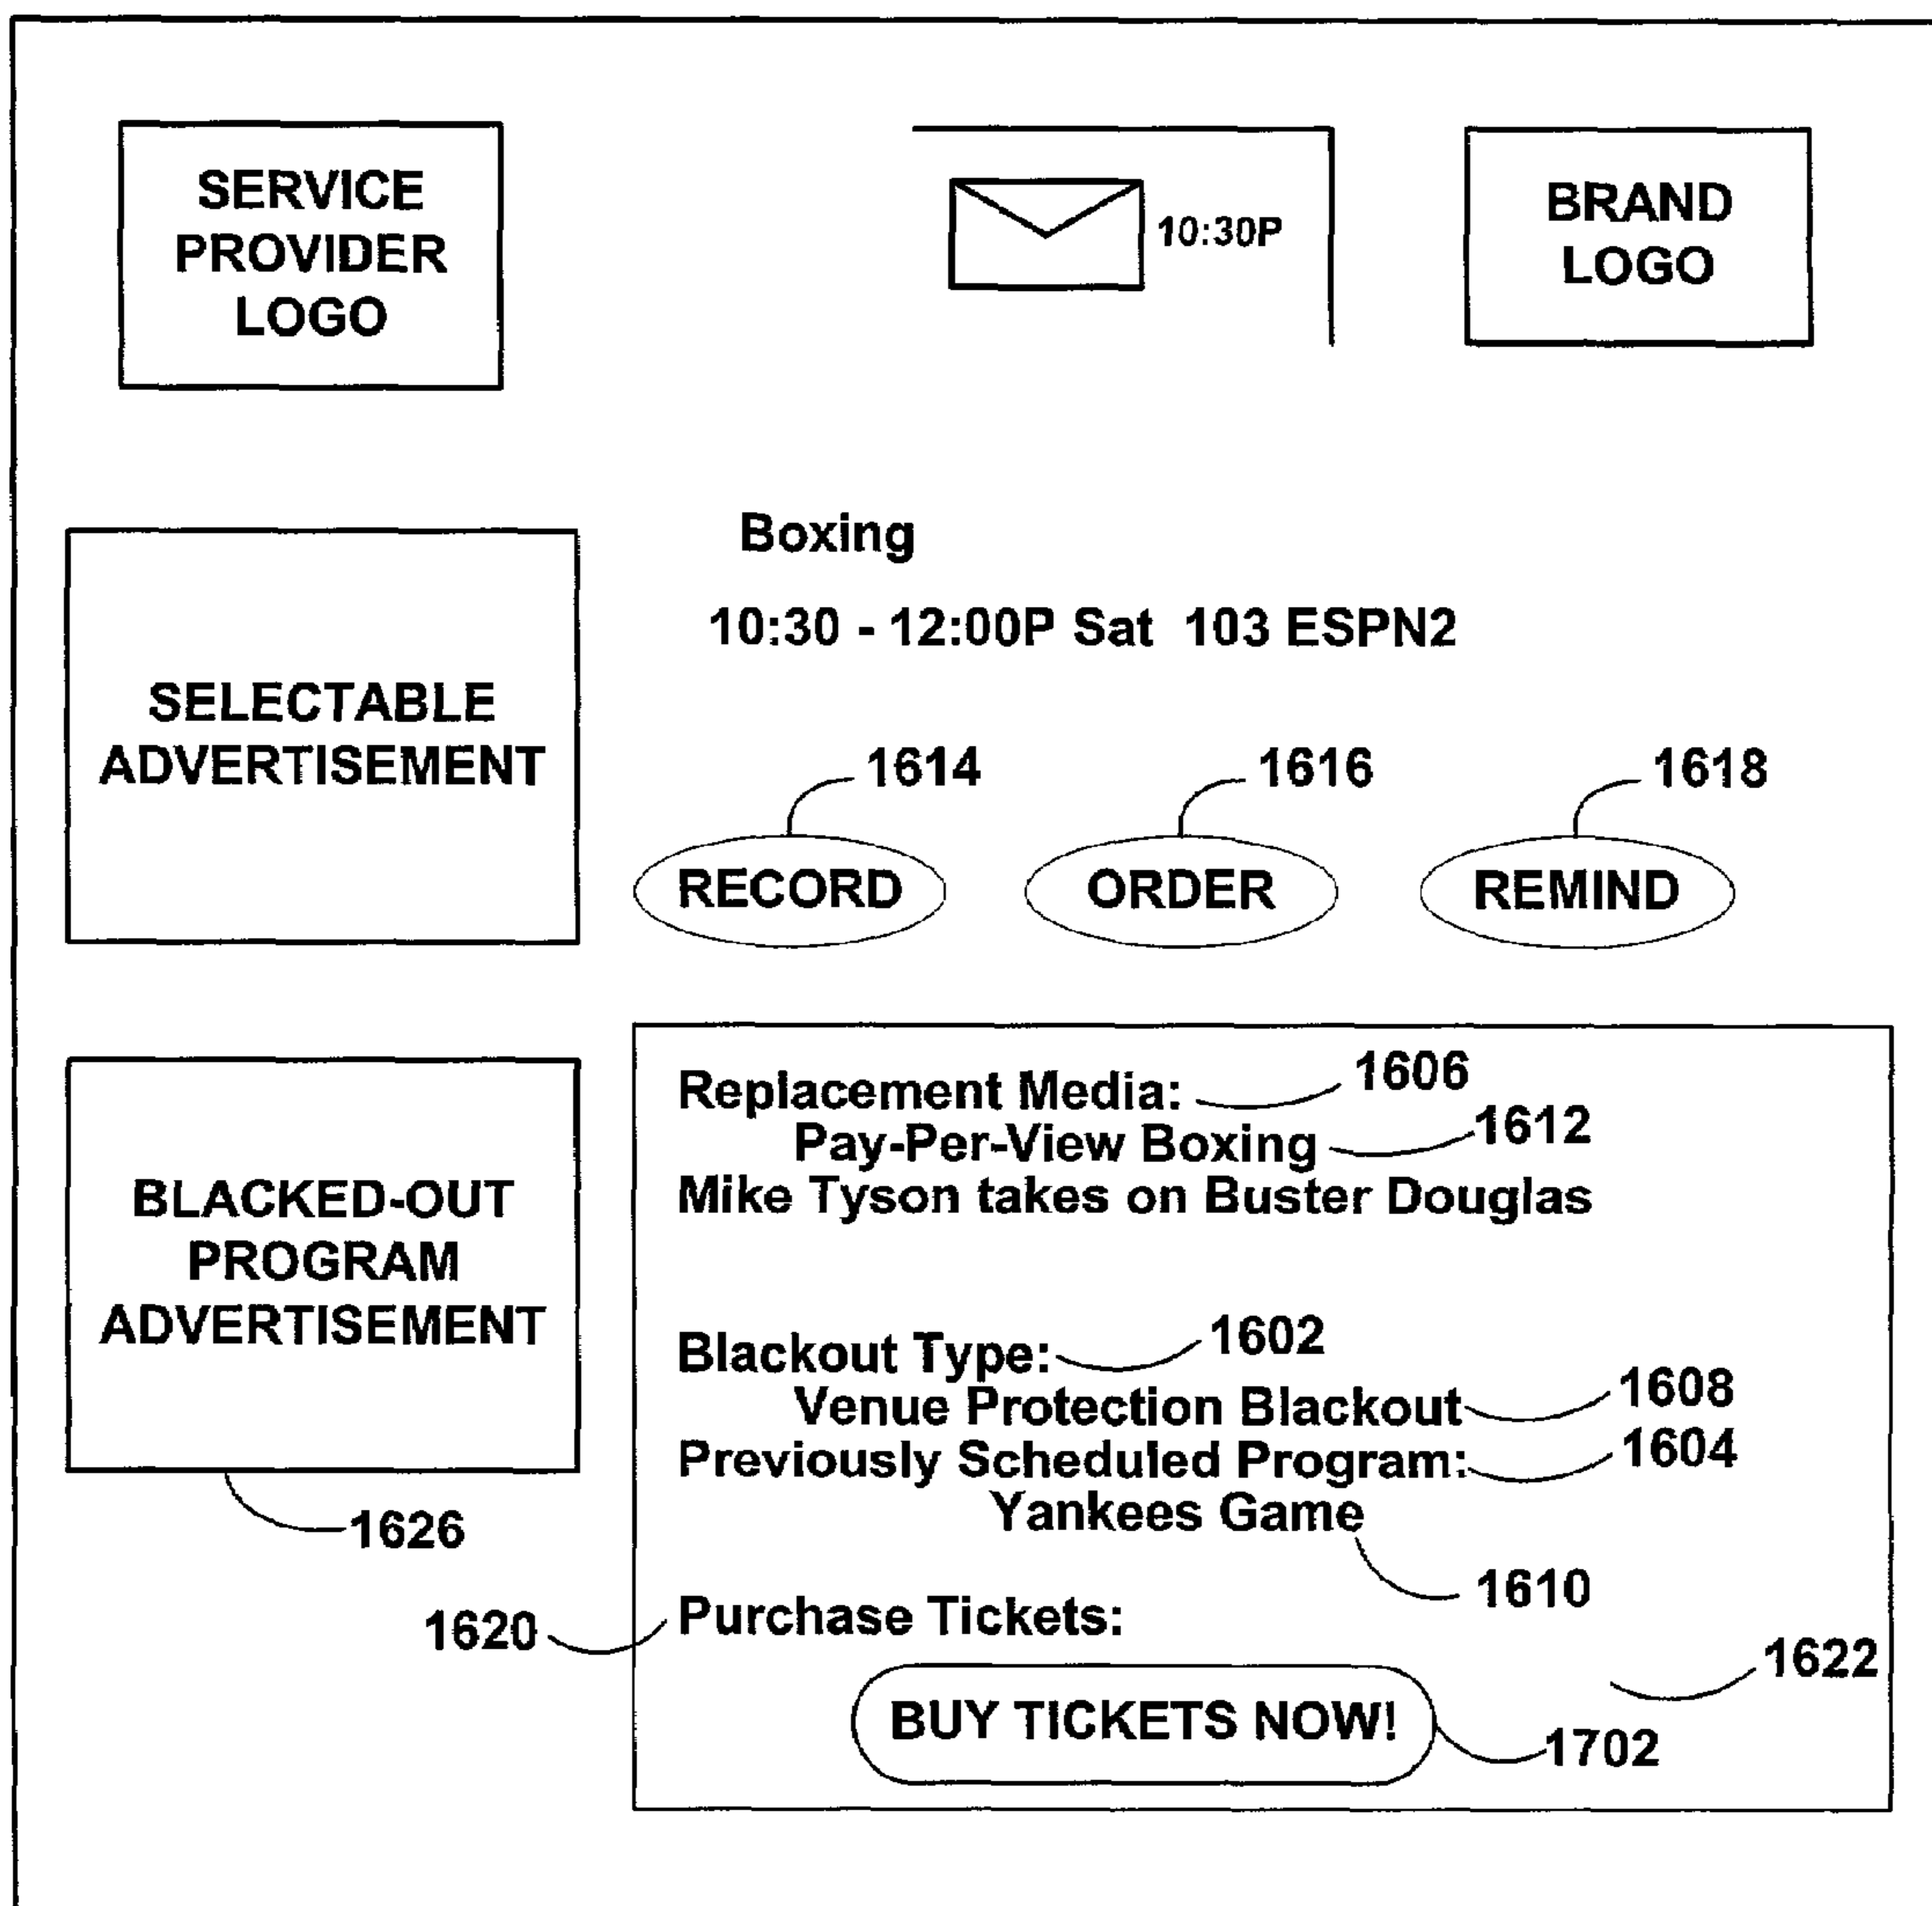 SERVICE
PROVIDER
LOGO
10:30P
BRAND
LOGO
SELECTABLE
ADVERTISEMENT
Boxing
10:30 - 12:00P Sat 103 ESPN2
1614
1616
1618
RECORD
ORDER
REMIND
BLACKED-OUT
PROGRAM
ADVERTISEMENT
1626
Replacement Media:
1606
Pay-Per-View Boxing
1612
Mike Tyson takes on Buster Douglas
Blackout Type:
1602
Venue Protection Blackout
1608
Previously Scheduled Program:
1604
Yankees Game
1610
1620
Purchase Tickets:
1622
BUY TICKETS NOW!
1702